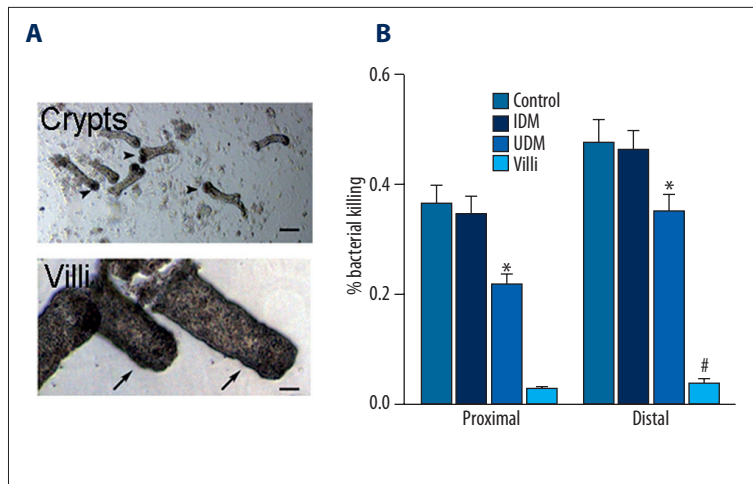 A
Crypts
Villi
B
0.6
0.4
0.2
0.0
% bacterial killing
Control
IDM
UDM
Villi
*
*
#
Proximal
Distal